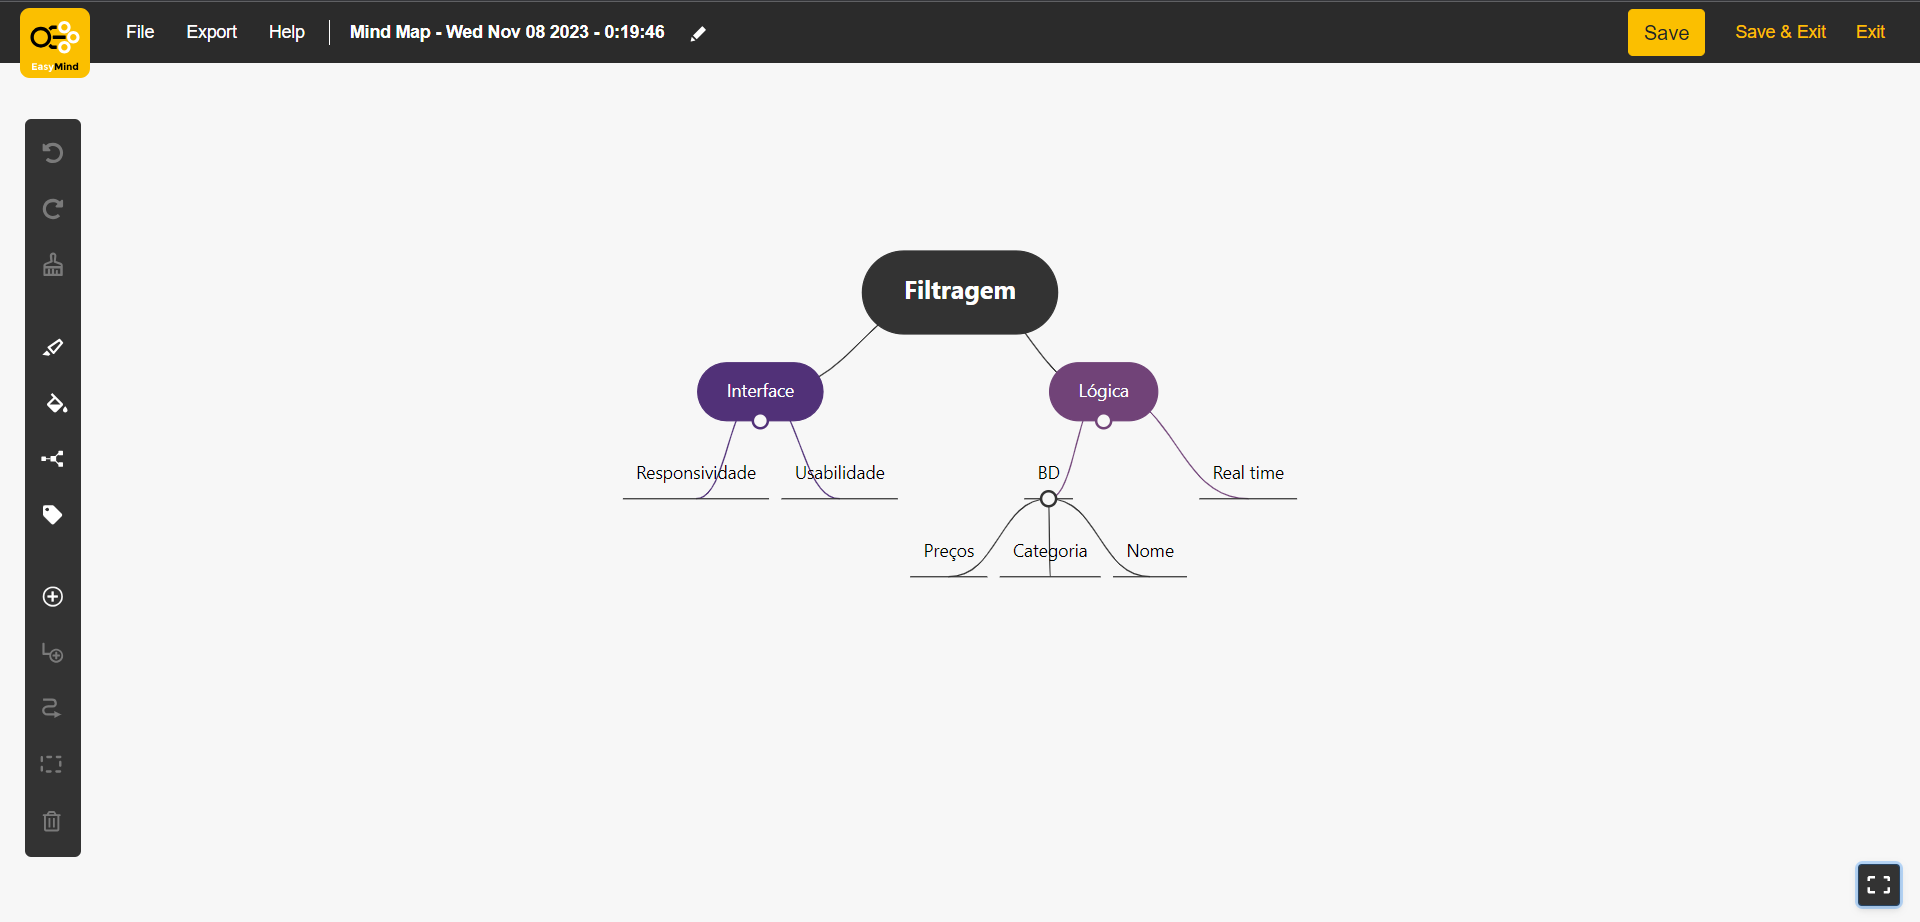 EasyMind
File
Export
Help
Mind Map - Wed Nov 08 2023 - 0:19:46
Save
Save & Exit
Exit
Filtragem
Interface
Lógica
Responsividade
Usabilidade
BD
Real time
Preços
Categoria
Nome